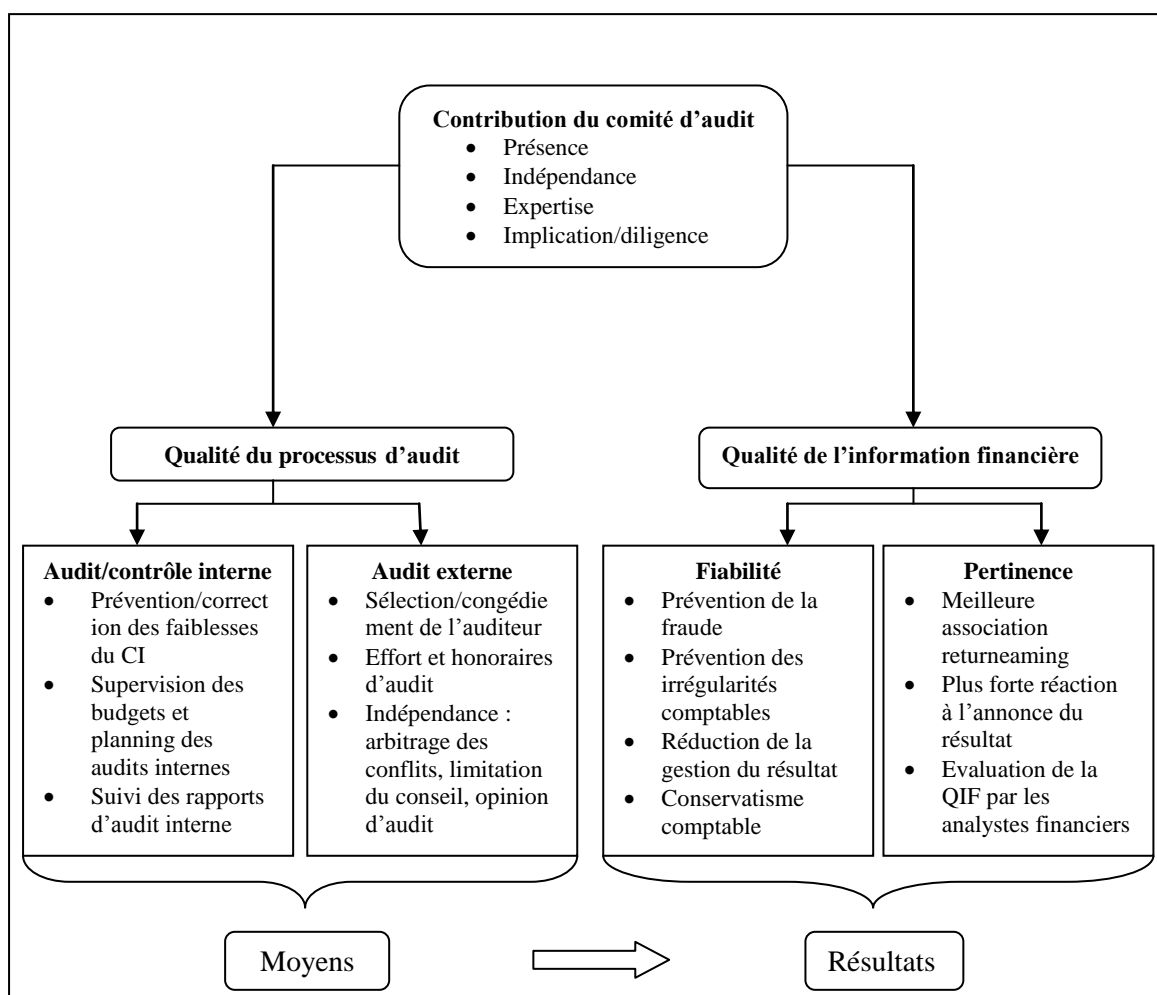 Contribution du comité d’audit
• Présence
• Indépendance
• Expertise
• Implication/diligence
Qualité du processus d’audit
Qualité de l’information financière
Audit/contrôle interne
• Prévention/correct
ion des faiblesses
du CI
• Supervision des
budgets et
planning des
audits internes
• Suivi des rapports
d’audit interne
Audit externe
• Sélection/congédie
ment de l’auditeur
• Effort et honoraires
d’audit
• Indépendance :
arbitrage des
conflits, limitation
du conseil, opinion
d’audit
Fiabilité
• Prévention de la
fraude
• Prévention des
irrégularités
comptables
• Réduction de la
gestion du résultat
• Conservatisme
comptable
Pertinence
• Meilleure
association
returneaming
• Plus forte réaction
à l’annonce du
résultat
• Evaluation de la
QIF par les
analystes financiers
Moyens
Résultats